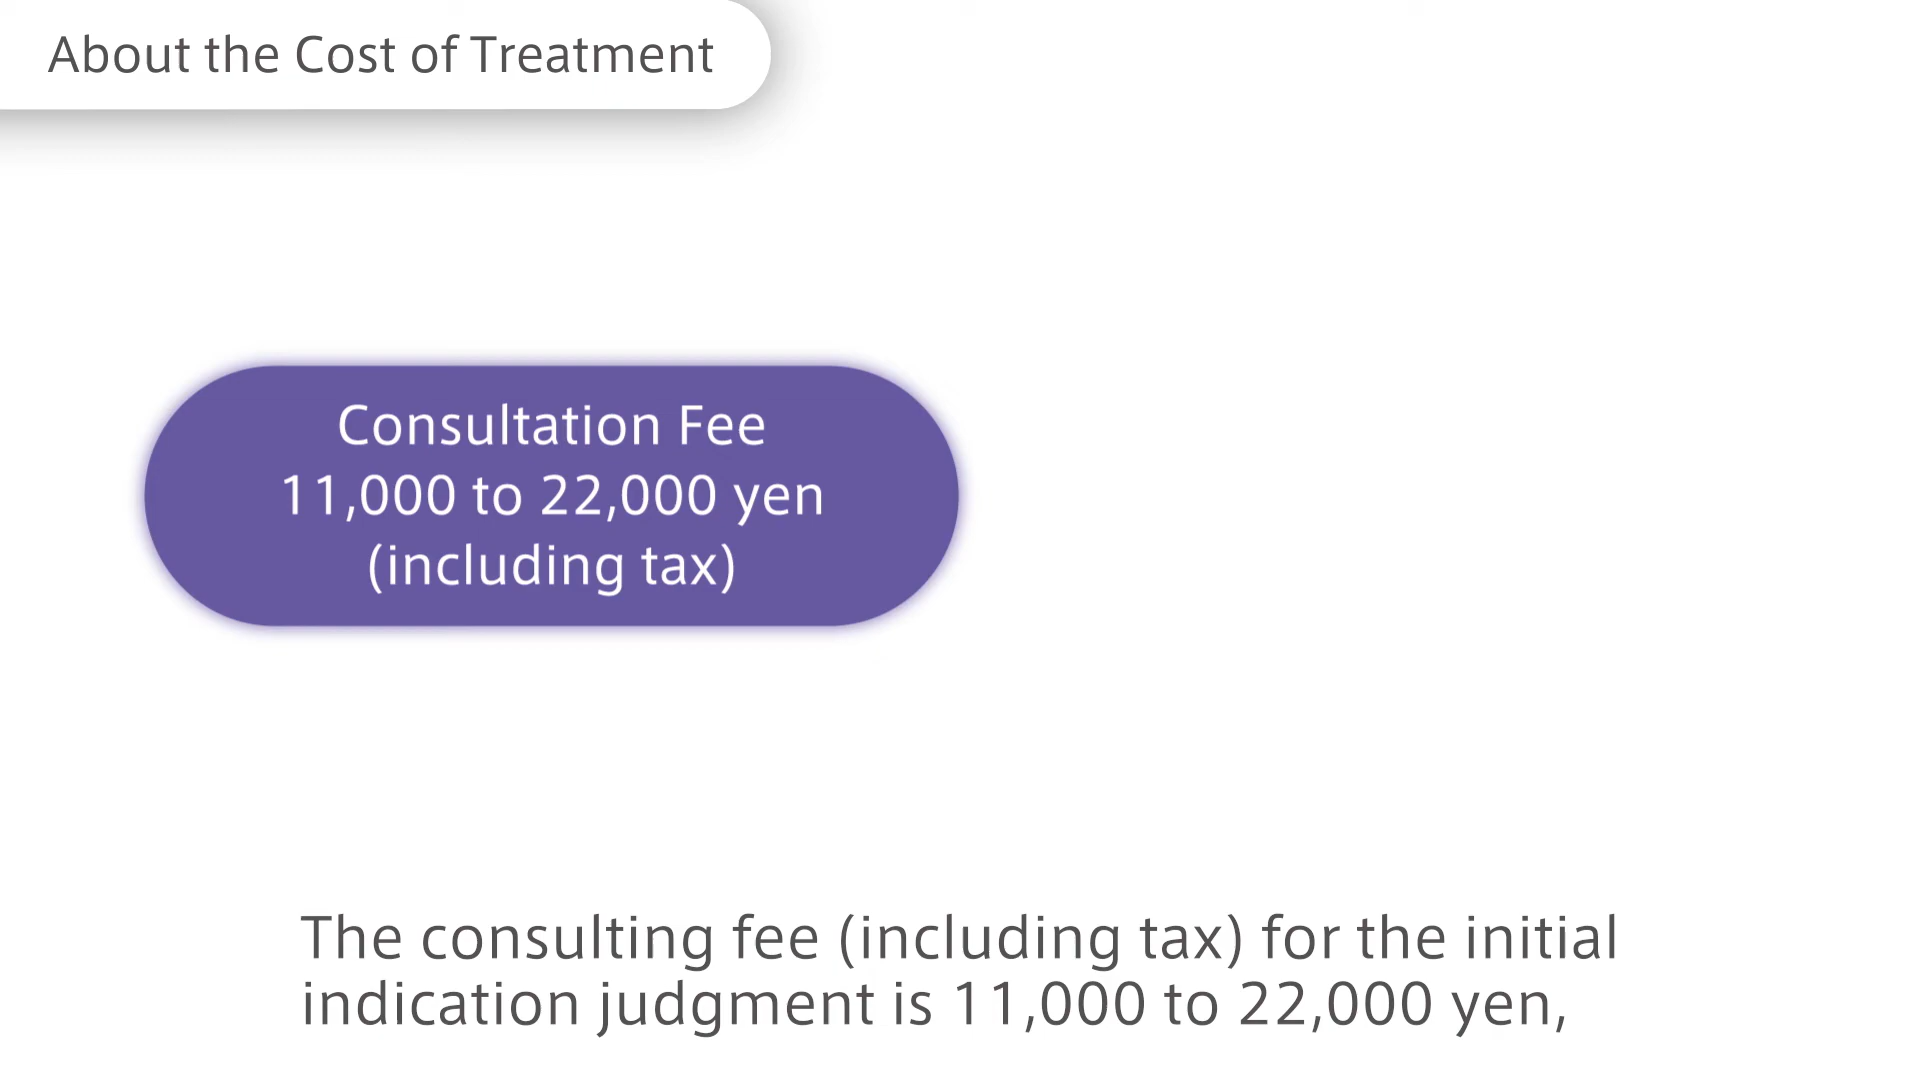 About the Cost of Treatment
Consultation Fee
11,000 to 22,000 yen
(including tax)
The consulting fee (including tax) for the initial
indication judgment is 11,000 to 22,000 yen,